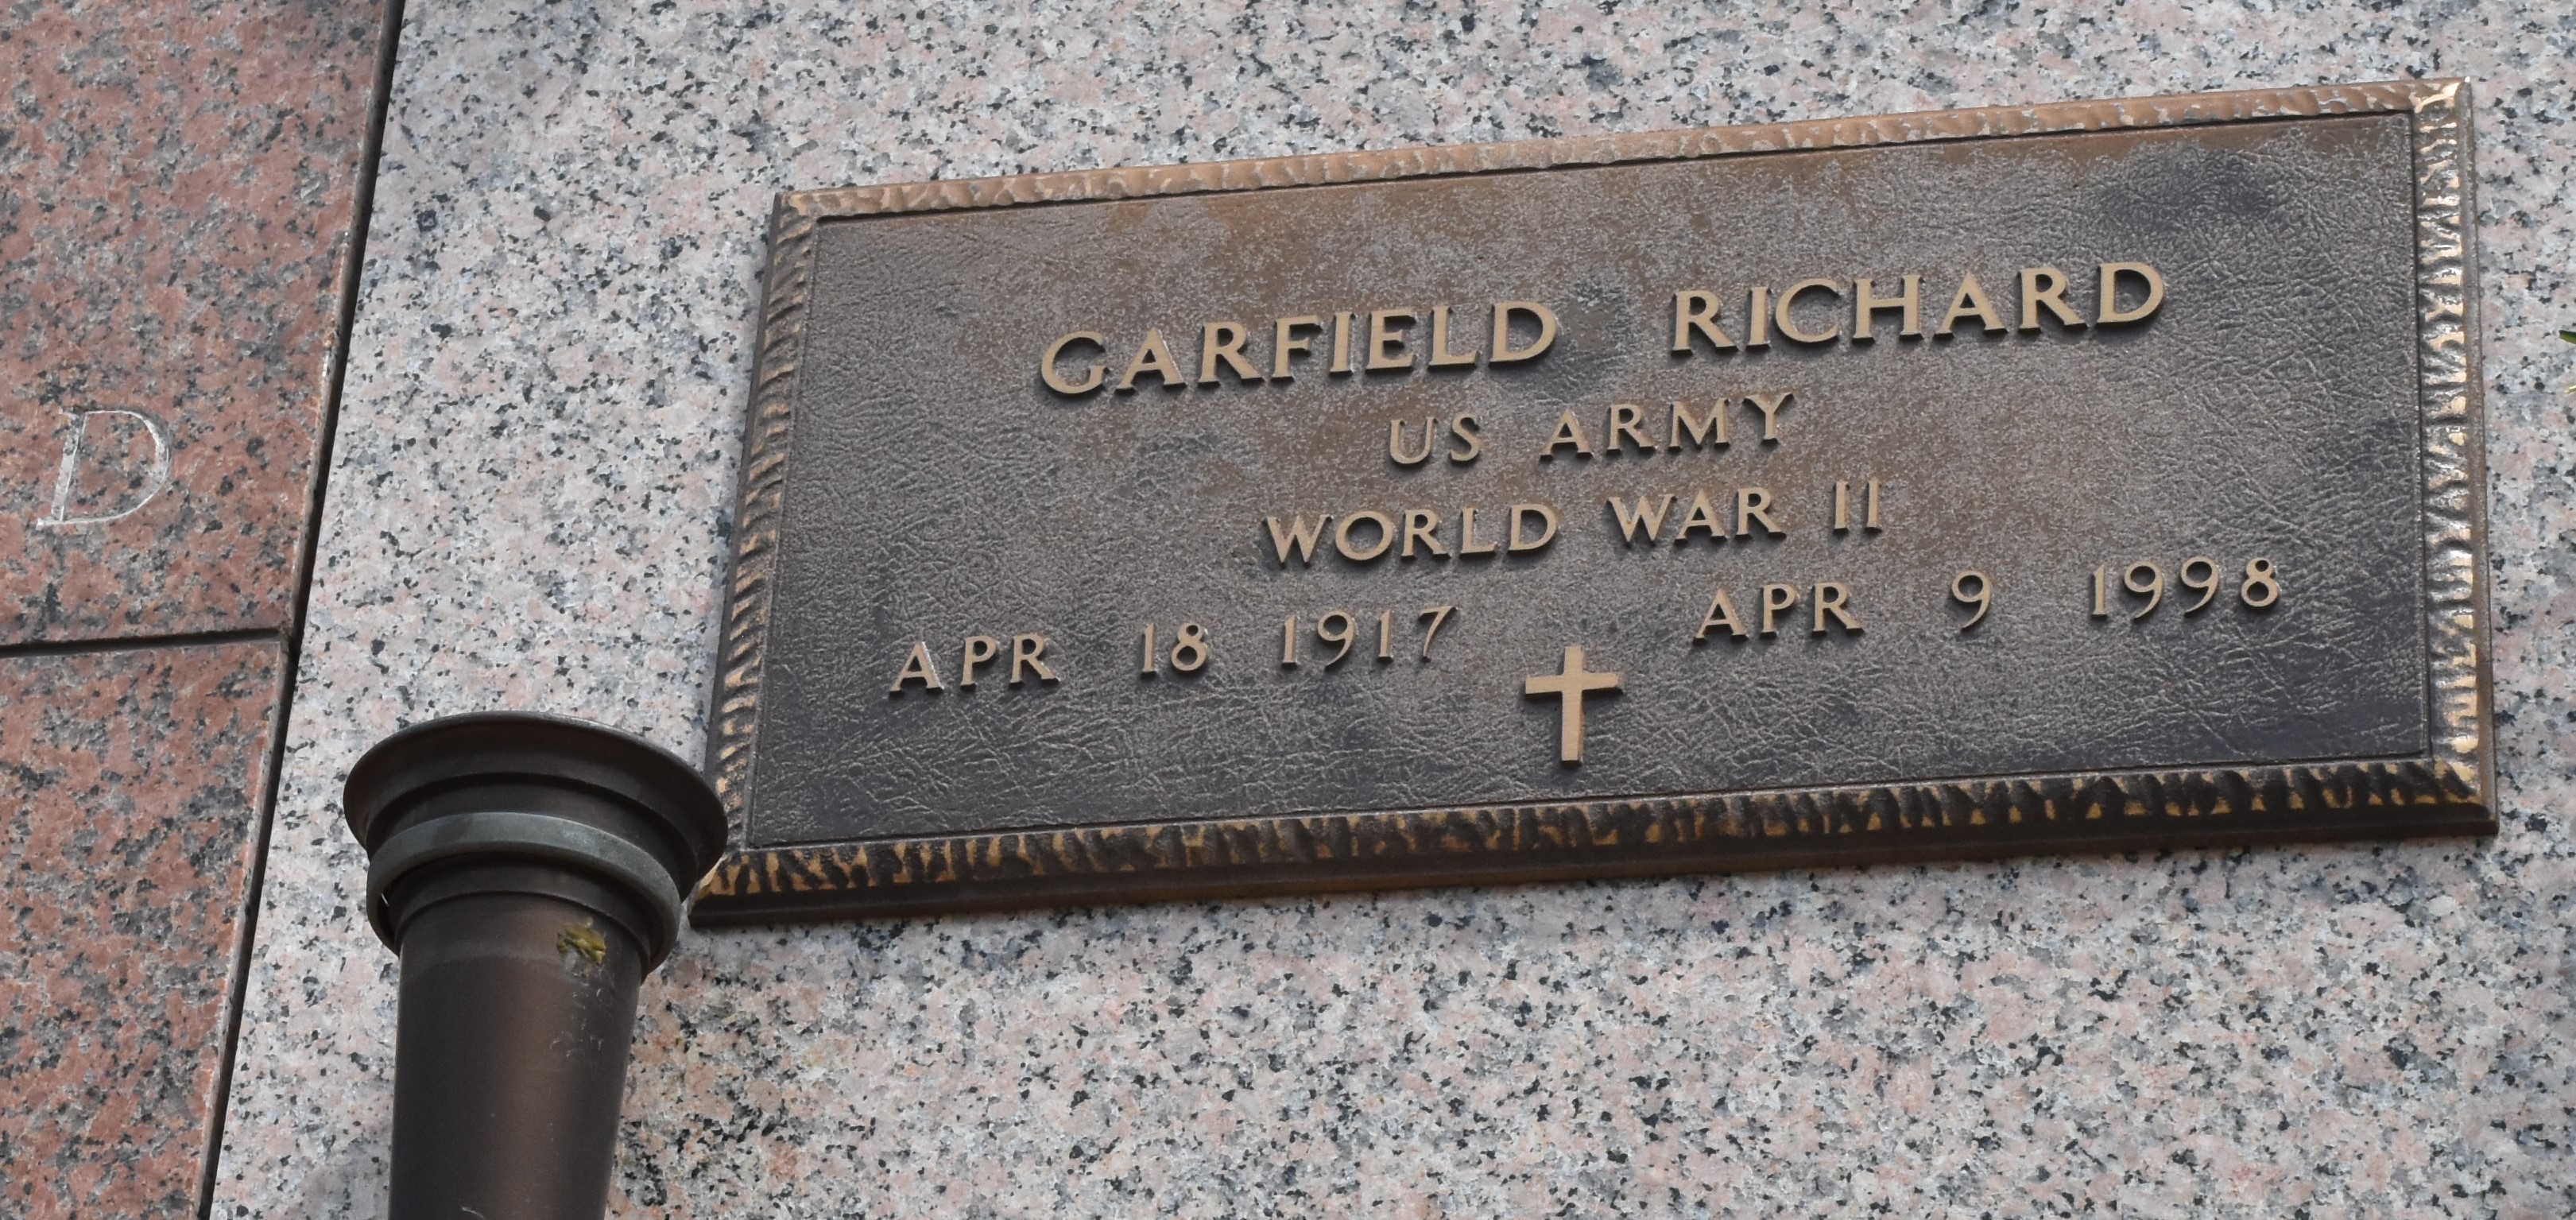 GARFIELD RICHARD
US ARMY
WORLD WAR II
APR 18 1917 APR 9 1998
D